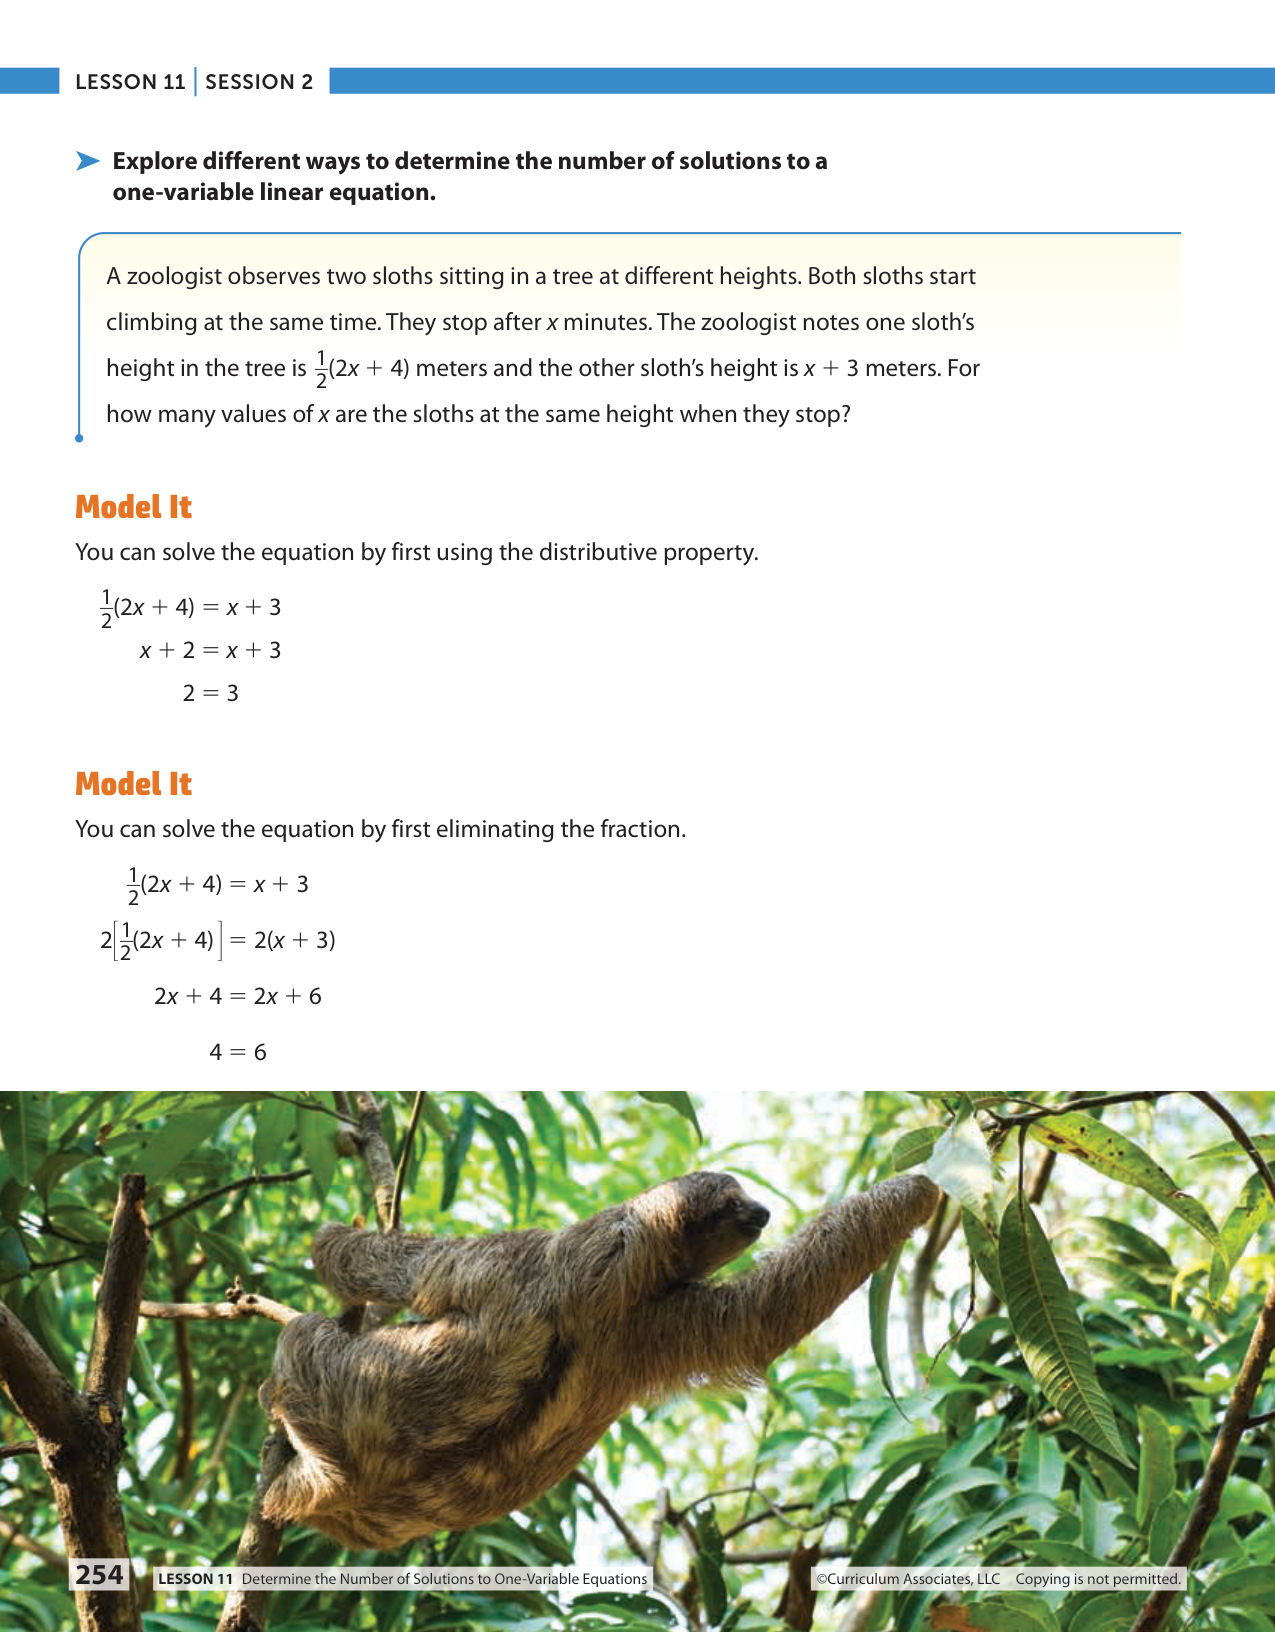 LESSON 11 | SESSION 2
➤ Explore different ways to determine the number of solutions to a
one-variable linear equation.
A zoologist observes two sloths sitting in a tree at different heights. Both sloths start
climbing at the same time. They stop after x minutes. The zoologist notes one sloth’s
height in the tree is 1/2(2x + 4) meters and the other sloth’s height is x + 3 meters. For
how many values of x are the sloths at the same height when they stop?
Model It
You can solve the equation by first using the distributive property.
1/2(2x + 4) = x + 3
x + 2 = x + 3
2 = 3
Model It
You can solve the equation by first eliminating the fraction.
1/2(2x + 4) = x + 3
2[1/2(2x + 4)] = 2(x + 3)
2x + 4 = 2x + 6
4 = 6
254 LESSON 11 Determine the Number of Solutions to One-Variable Equations ©Curriculum Associates, LLC Copying is not permitted.